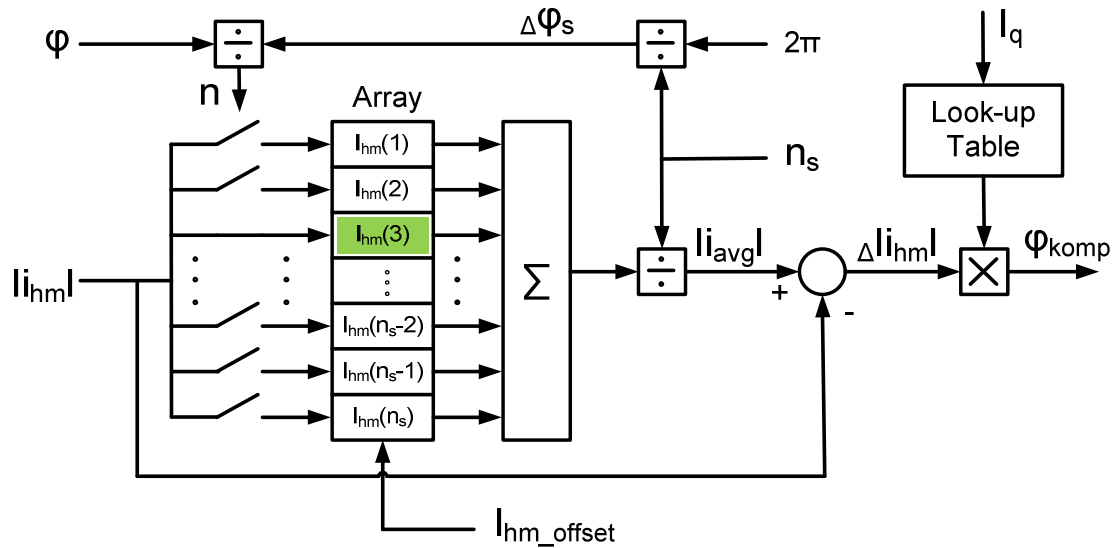 φ
÷
Δφs
÷
2π
Iq
n
Array
Look-up
Table
Ihm(1)
Ihm(2)
ns
Ihm(3)
|ihm|
Σ
÷
|iavg|
+
-
Δ|ihm|
×
φkomp
Ihm(ns-2)
Ihm(ns-1)
Ihm(ns)
Ihm_offset